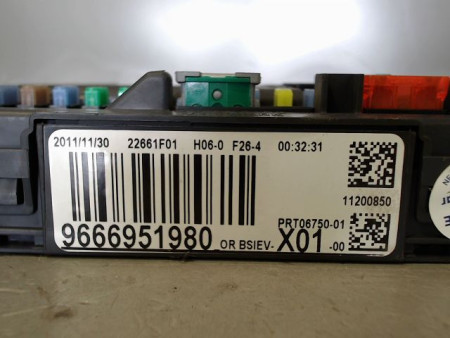 2011/11/30 22661F01 H06-0 F26-4 00:32:31
11200850
PRT06750-01
9666951980 OR BSIEV- X01 -00